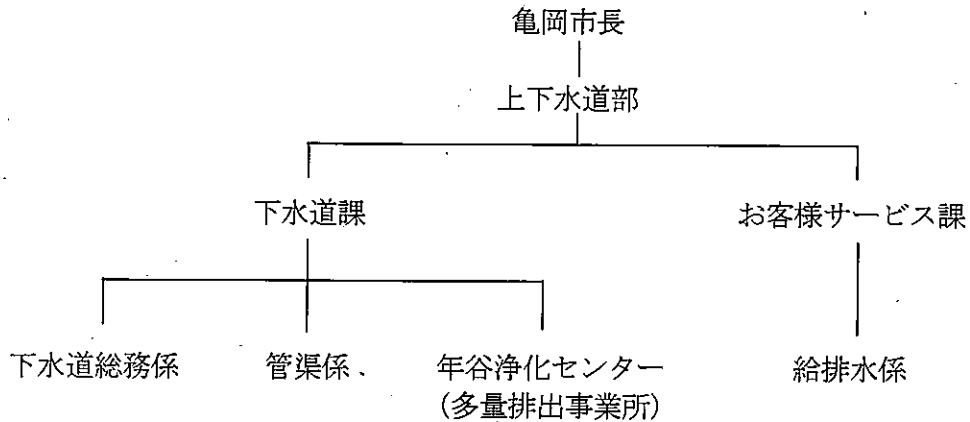 亀岡市長
上下水道部
下水道課
お客様サービス課
下水道総務係
管渠係、
年谷浄化センター
(多量排出事業所)
給排水係